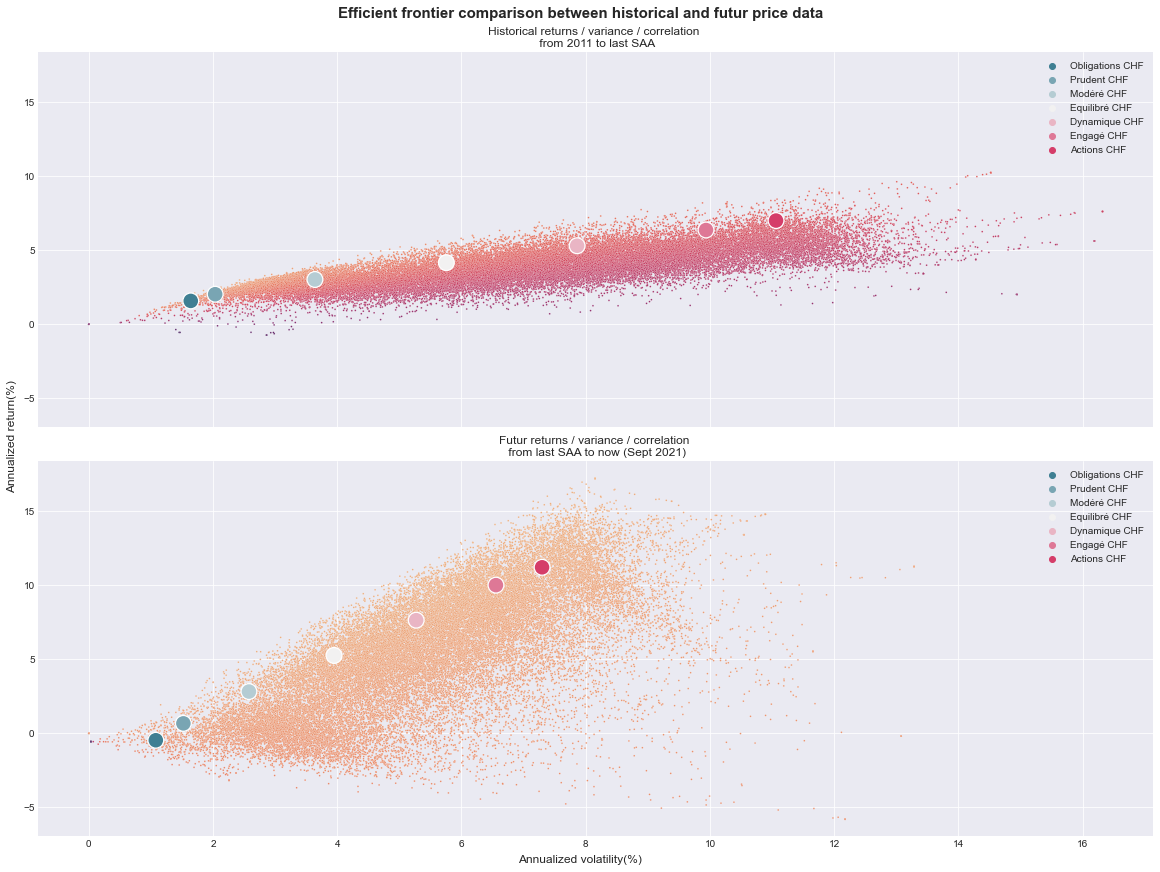 Efficient frontier comparison between historical and futur price data
Historical returns / variance / correlation
from 2011 to last SAA
Obligations CHF
Prudent CHF
Modéré CHF
Equilibré CHF
Dynamique CHF
Engagé CHF
Actions CHF
15
10
5
0
−5
Annualized return(%)
Futur returns / variance / correlation
from last SAA to now (Sept 2021)
Obligations CHF
Prudent CHF
Modéré CHF
Equilibré CHF
Dynamique CHF
Engagé CHF
Actions CHF
15
10
5
0
−5
0 2 4 6 8 10 12 14 16
Annualized volatility(%)